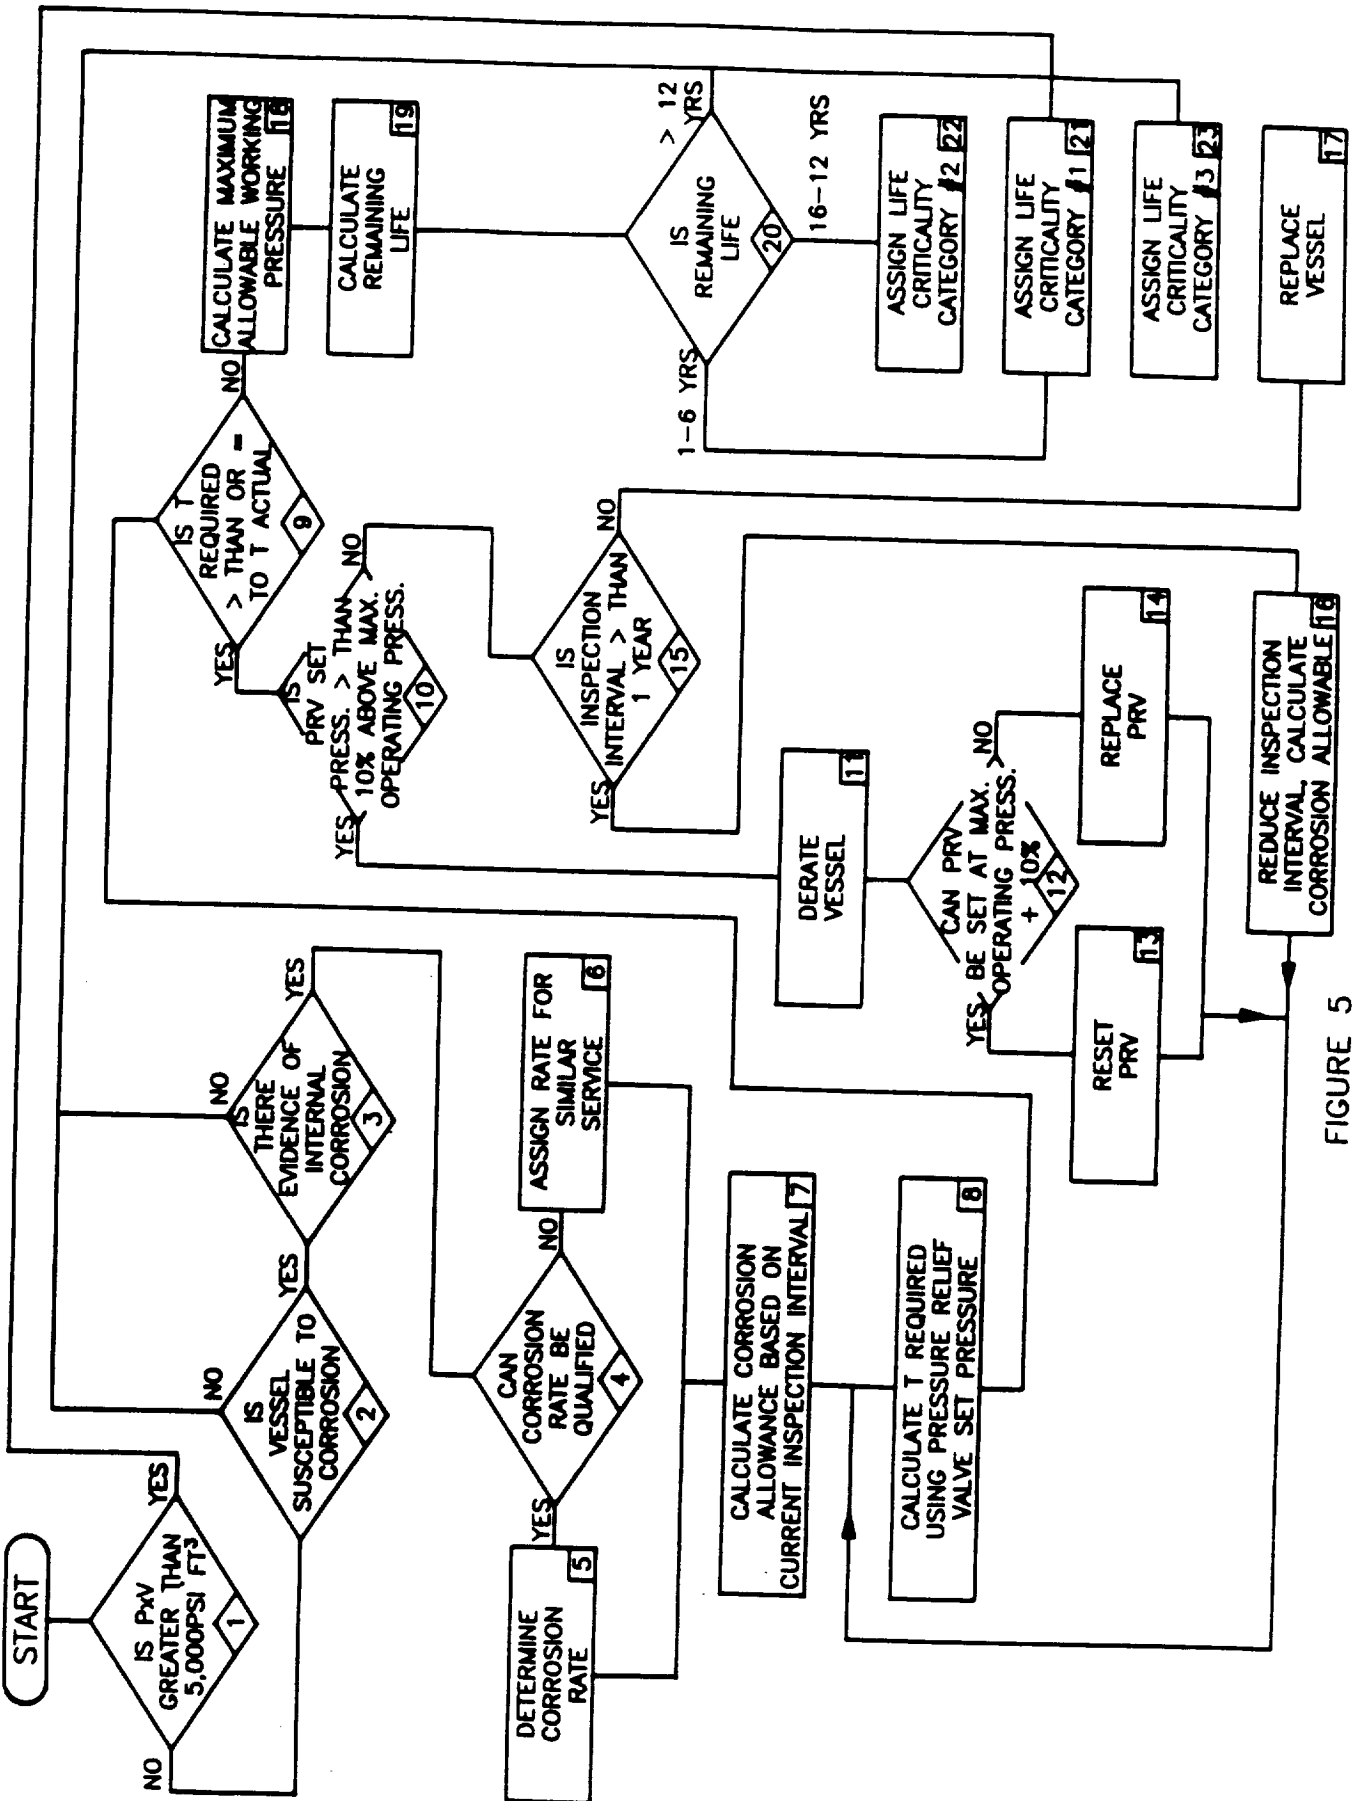 START
IS PxV
GREATER THAN
5,000PSI FT³
1
YES
NO
IS
VESSEL
SUSCEPTIBLE TO
CORROSION
2
NO
YES
IS
THERE
EVIDENCE OF
INTERNAL
CORROSION
3
NO
YES
CAN
CORROSION
RATE BE
QUALIFIED
4
YES
NO
DETERMINE
CORROSION
RATE
5
ASSIGN RATE FOR
SIMILAR
SERVICE
6
CALCULATE CORROSION
ALLOWANCE BASED ON
CURRENT INSPECTION INTERVAL
7
CALCULATE T REQUIRED
USING PRESSURE RELIEF
VALVE SET PRESSURE
8
IS T
REQUIRED
> THAN OR =
TO T ACTUAL
9
YES
NO
IS
PRV SET
PRESS. > THAN
10% ABOVE MAX.
OPERATING PRESS.
10
YES
NO
DERATE
VESSEL
11
CAN PRV
BE SET AT MAX.
OPERATING PRESS.
+ 10%
12
YES
NO
RESET
PRV
13
REPLACE
PRV
14
IS
INSPECTION
INTERVAL > THAN
1 YEAR
15
YES
NO
REDUCE INSPECTION
INTERVAL, CALCULATE
CORROSION ALLOWABLE
16
REPLACE
VESSEL
17
CALCULATE MAXIMUM
ALLOWABLE WORKING
PRESSURE
18
CALCULATE
REMAINING
LIFE
19
IS
REMAINING
LIFE
20
> 12
YRS
1-6 YRS
16-12 YRS
ASSIGN LIFE
CRITICALITY
CATEGORY #2
22
ASSIGN LIFE
CRITICALITY
CATEGORY #1
21
ASSIGN LIFE
CRITICALITY
CATEGORY #3
23
FIGURE 5